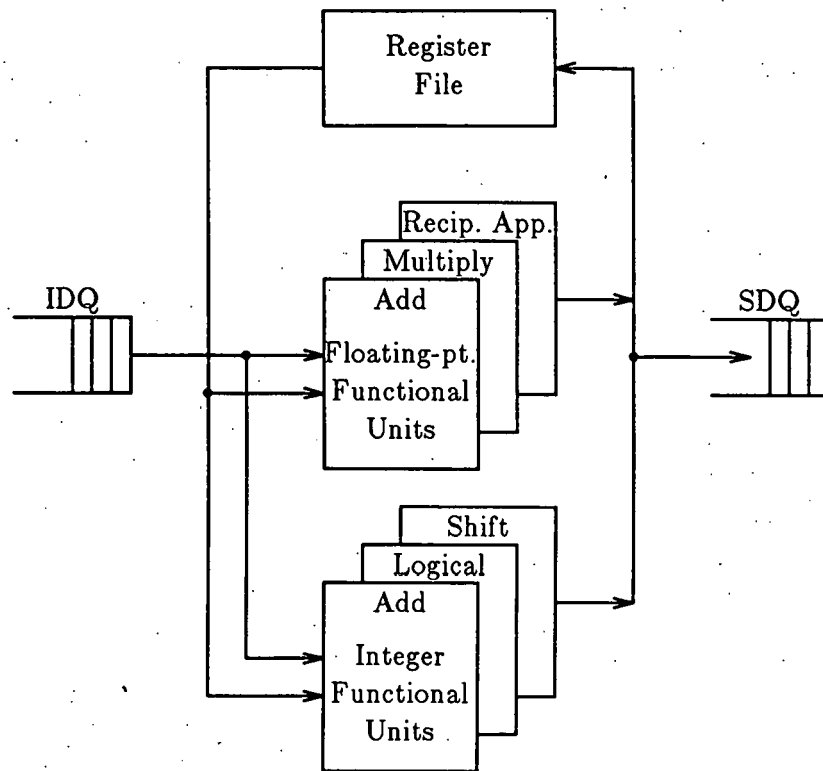 Register
File
Recip. App.
Multiply
Add
Floating-pt.
Functional
Units
IDQ
SDQ
Shift
Logical
Add
Integer
Functional
Units